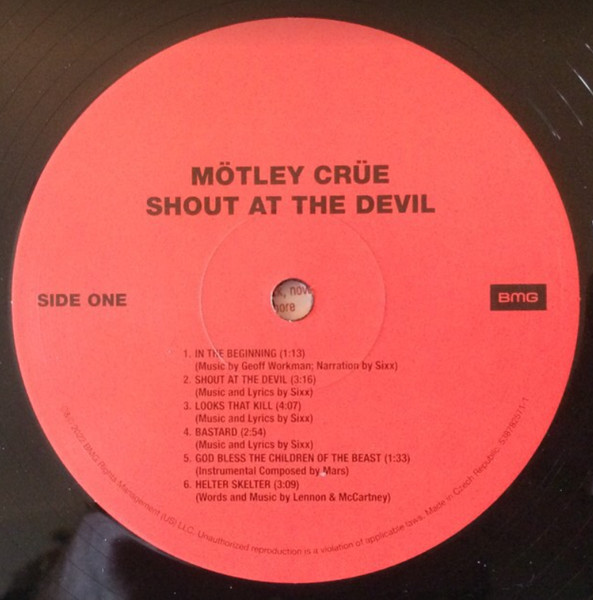 MÖTLEY CRÜE
SHOUT AT THE DEVIL
SIDE ONE
BMG
1. IN THE BEGINNING (1:13)
(Music by Geoff Workman; Narration by Sixx)
2. SHOUT AT THE DEVIL (3:16)
(Music and Lyrics by Sixx)
3. LOOKS THAT KILL (4:07)
(Music and Lyrics by Sixx)
4. BASTARD (2:54)
(Music and Lyrics by Sixx)
5. GOD BLESS THE CHILDREN OF THE BEAST (1:33)
(Instrumental Composed by Mars)
6. HELTER SKELTER (3:09)
(Words and Music by Lennon & McCartney)
BMG Rights Management (US) LLC. Unauthorized reproduction is a violation of applicable laws. Made in Czech Republic.